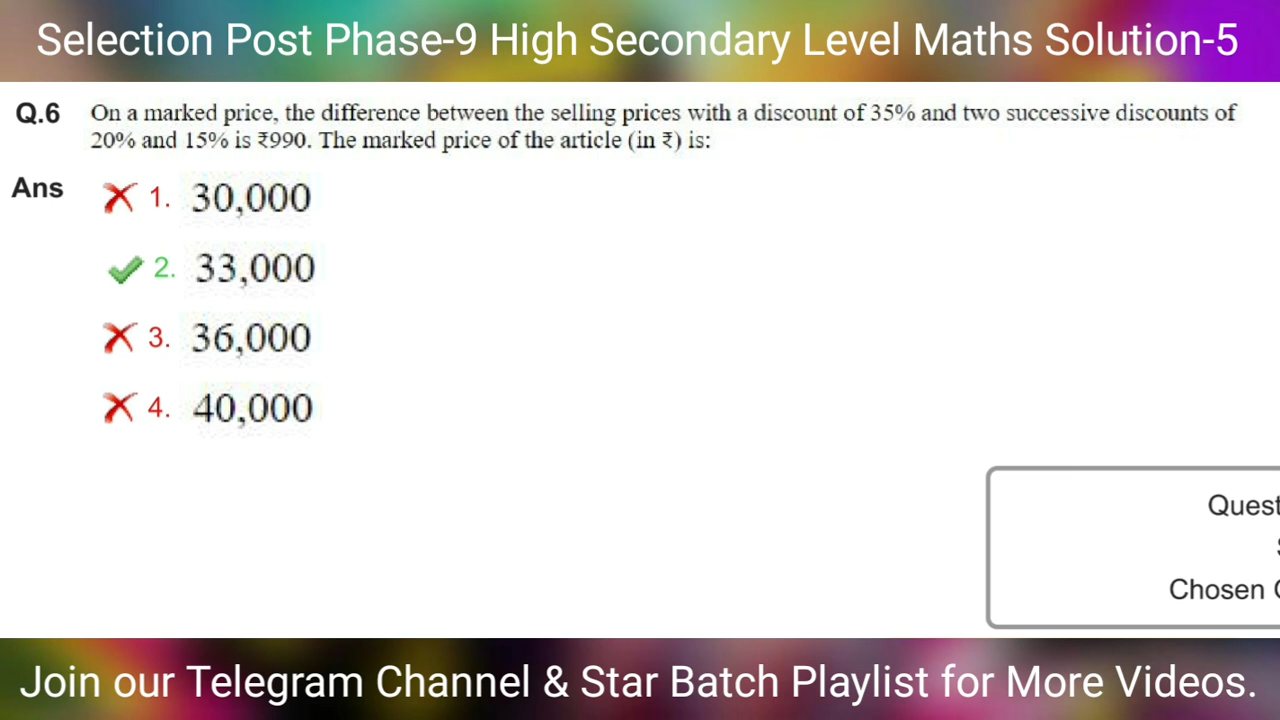 Selection Post Phase-9 High Secondary Level Maths Solution-5
Q.6 On a marked price, the difference between the selling prices with a discount of 35% and two successive discounts of
20% and 15% is ₹990. The marked price of the article (in ₹) is:
Ans 1. 30,000
2. 33,000
3. 36,000
4. 40,000
Quest
Chosen
Join our Telegram Channel & Star Batch Playlist for More Videos.